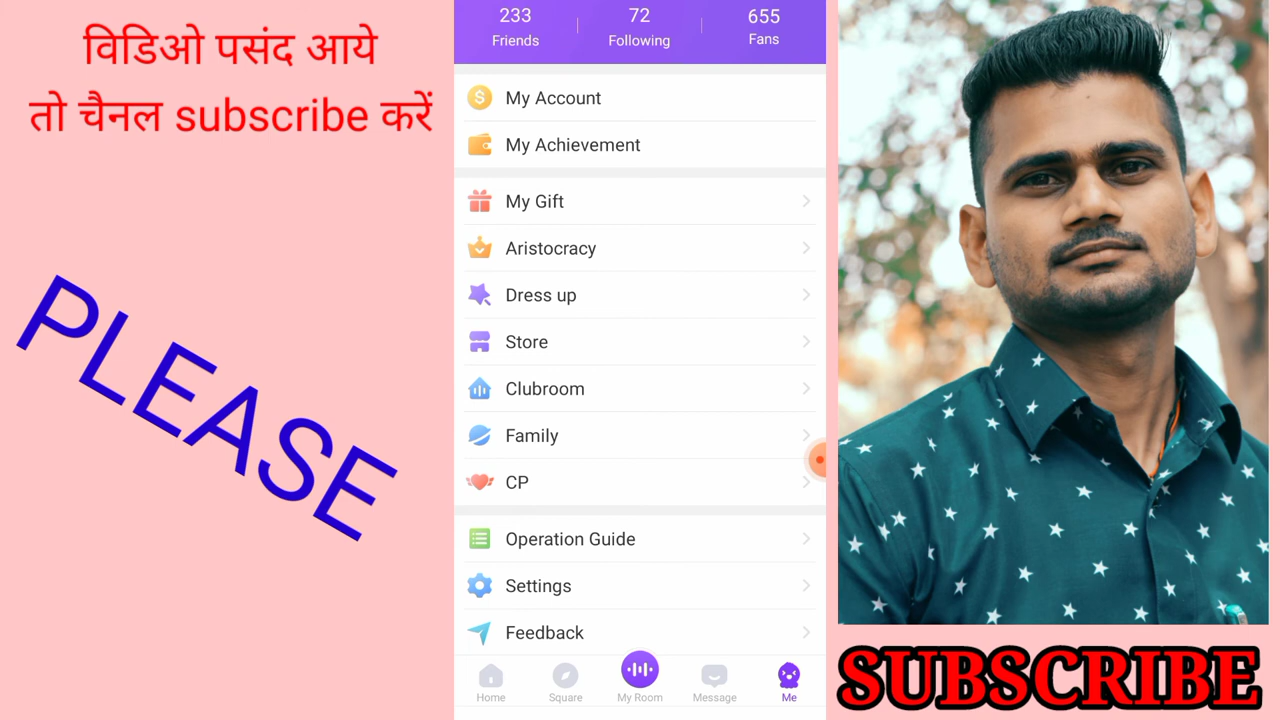 विडिओ पसंद आये
तो चैनल subscribe करें
PLEASE
233
Friends
72
Following
655
Fans
My Account
My Achievement
My Gift
Aristocracy
Dress up
Store
Clubroom
Family
CP
Operation Guide
Settings
Feedback
Home
Square
My Room
Message
Me
SUBSCRIBE